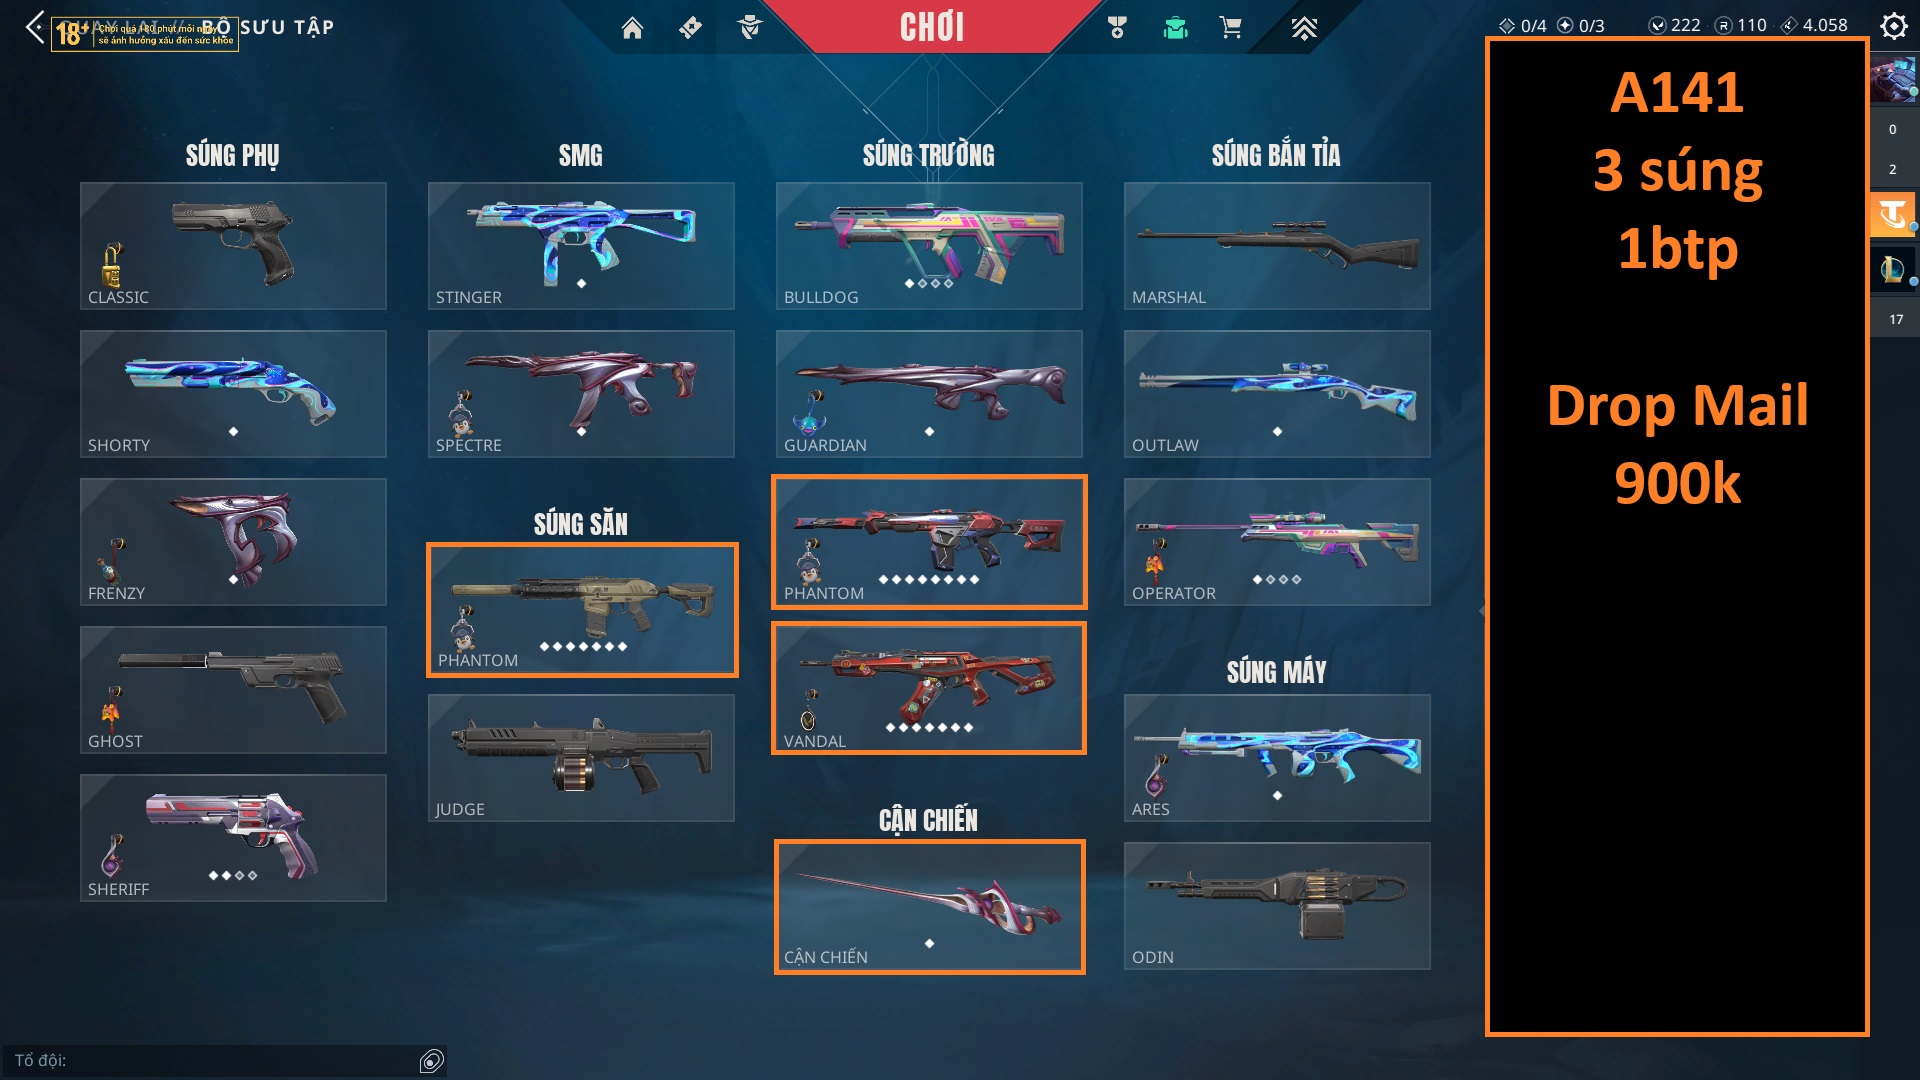 QUAY LẠI // BỘ SƯU TẬP
18+ Chơi quá 180 phút mỗi ngày
sẽ ảnh hưởng xấu đến sức khỏe
CHƠI
0/4 0/3 222 110 4.058
SÚNG PHỤ
CLASSIC
SHORTY
FRENZY
GHOST
SHERIFF
SMG
STINGER
SPECTRE
SÚNG SĂN
PHANTOM
JUDGE
SÚNG TRƯỜNG
BULLDOG
GUARDIAN
PHANTOM
VANDAL
CẬN CHIẾN
CẬN CHIẾN
SÚNG BẮN TỈA
MARSHAL
OUTLAW
OPERATOR
SÚNG MÁY
ARES
ODIN
A141
3 súng
1btp
Drop Mail
900k
0
2
17
Tổ đội: